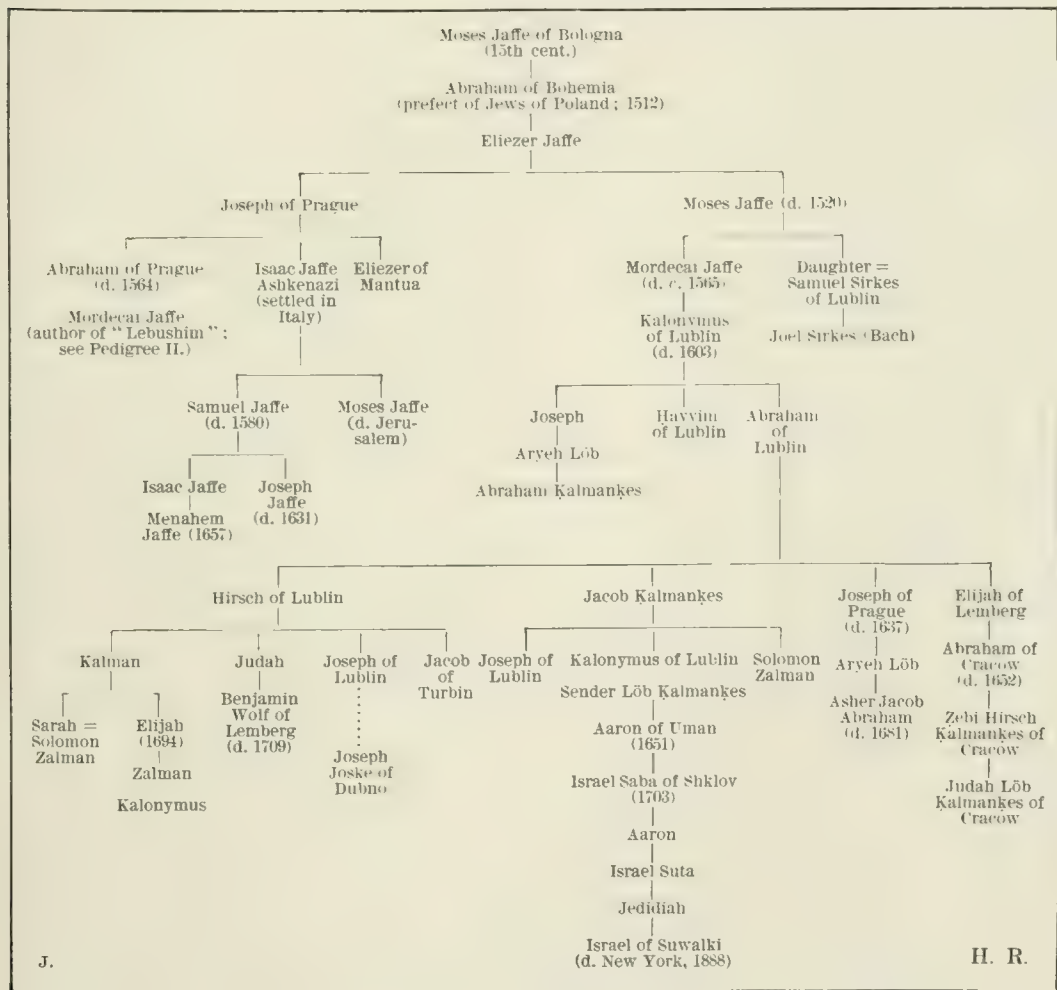 Moses Jaffe of Bologna
(15th cent.)
Abraham of Bohemia
(prefect of Jews of Poland; 1512)
Eliezer Jaffe
Joseph of Prague
Moses Jaffe (d. 1520)
Abraham of Prague
(d. 1564)
Mordecai Jaffe
(author of "Lebushim";
see Pedigree II.)
Isaac Jaffe
Ashkenazi
(settled in
Italy)
Eliezer of
Mantua
Mordecai Jaffe
(d. c. 1565)
Kalonymus
of Lublin
(d. 1603)
Daughter =
Samuel Sirkes
of Lublin
Joel Sirkes (Bach)
Samuel Jaffe
(d. 1580)
Moses Jaffe
(d. Jeru-
salem)
Joseph
Aryeh Löb
Abraham Ḳalmanḳes
Ḥayyim
of Lublin
Abraham
of
Lublin
Isaac Jaffe
Menahem
Jaffe (1657)
Joseph
Jaffe
(d. 1631)
Hirsch of Lublin
Jacob Ḳalmanḳes
Joseph of
Prague
(d. 1637)
Aryeh Löb
Asher Jacob
Abraham
(d. 1681)
Elijah of
Lemberg
Abraham of
Cracow
(d. 1652)
Ẓebi Hirsch
Ḳalmanḳes of
Cracow
Judah Löb
Ḳalmanḳes of
Cracow
Ḳalman
Judah
Benjamin
Wolf of
Lemberg
(d. 1709)
Joseph of
Lublin
Joseph
Joske of
Dubno
Jacob
of
Turbin
Joseph of
Lublin
Kalonymus of Lublin
Sender Löb Ḳalmanḳes
Aaron of Uman
(1651)
Israel Saba of Shklov
(1703)
Aaron
Israel Suta
Jedidiah
Israel of Suwalki
(d. New York, 1888)
Solomon
Zalman
Sarah =
Solomon
Zalman
Elijah
(1694)
Zalman
Kalonymus
J.
H. R.